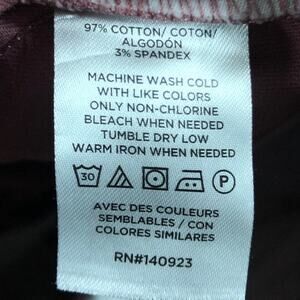 97% COTTON/ COTON/
ALGODÓN
3% SPANDEX
MACHINE WASH COLD
WITH LIKE COLORS
ONLY NON-CHLORINE
BLEACH WHEN NEEDED
TUMBLE DRY LOW
WARM IRON WHEN NEEDED
30 P
AVEC DES COULEURS
SEMBLABLES / CON
COLORES SIMILARES
RN#140923